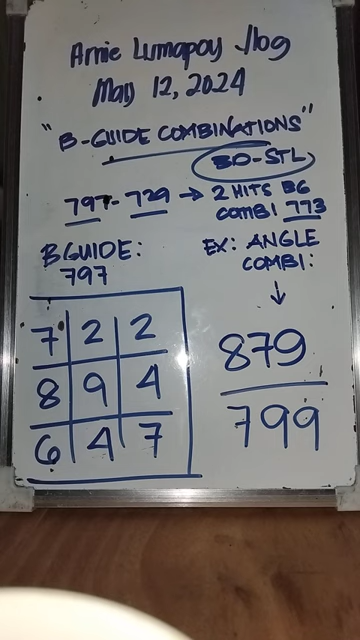 Arnie Lumapay Vlog
May 12, 2024
"B-GUIDE COMBINATIONS"
BO-STL
797-729 → 2 HITS BG
COMBI 773
BGUIDE:
797
7 2 2
8 9 4
6 4 7
EX: ANGLE
COMBI:
↓
879
799